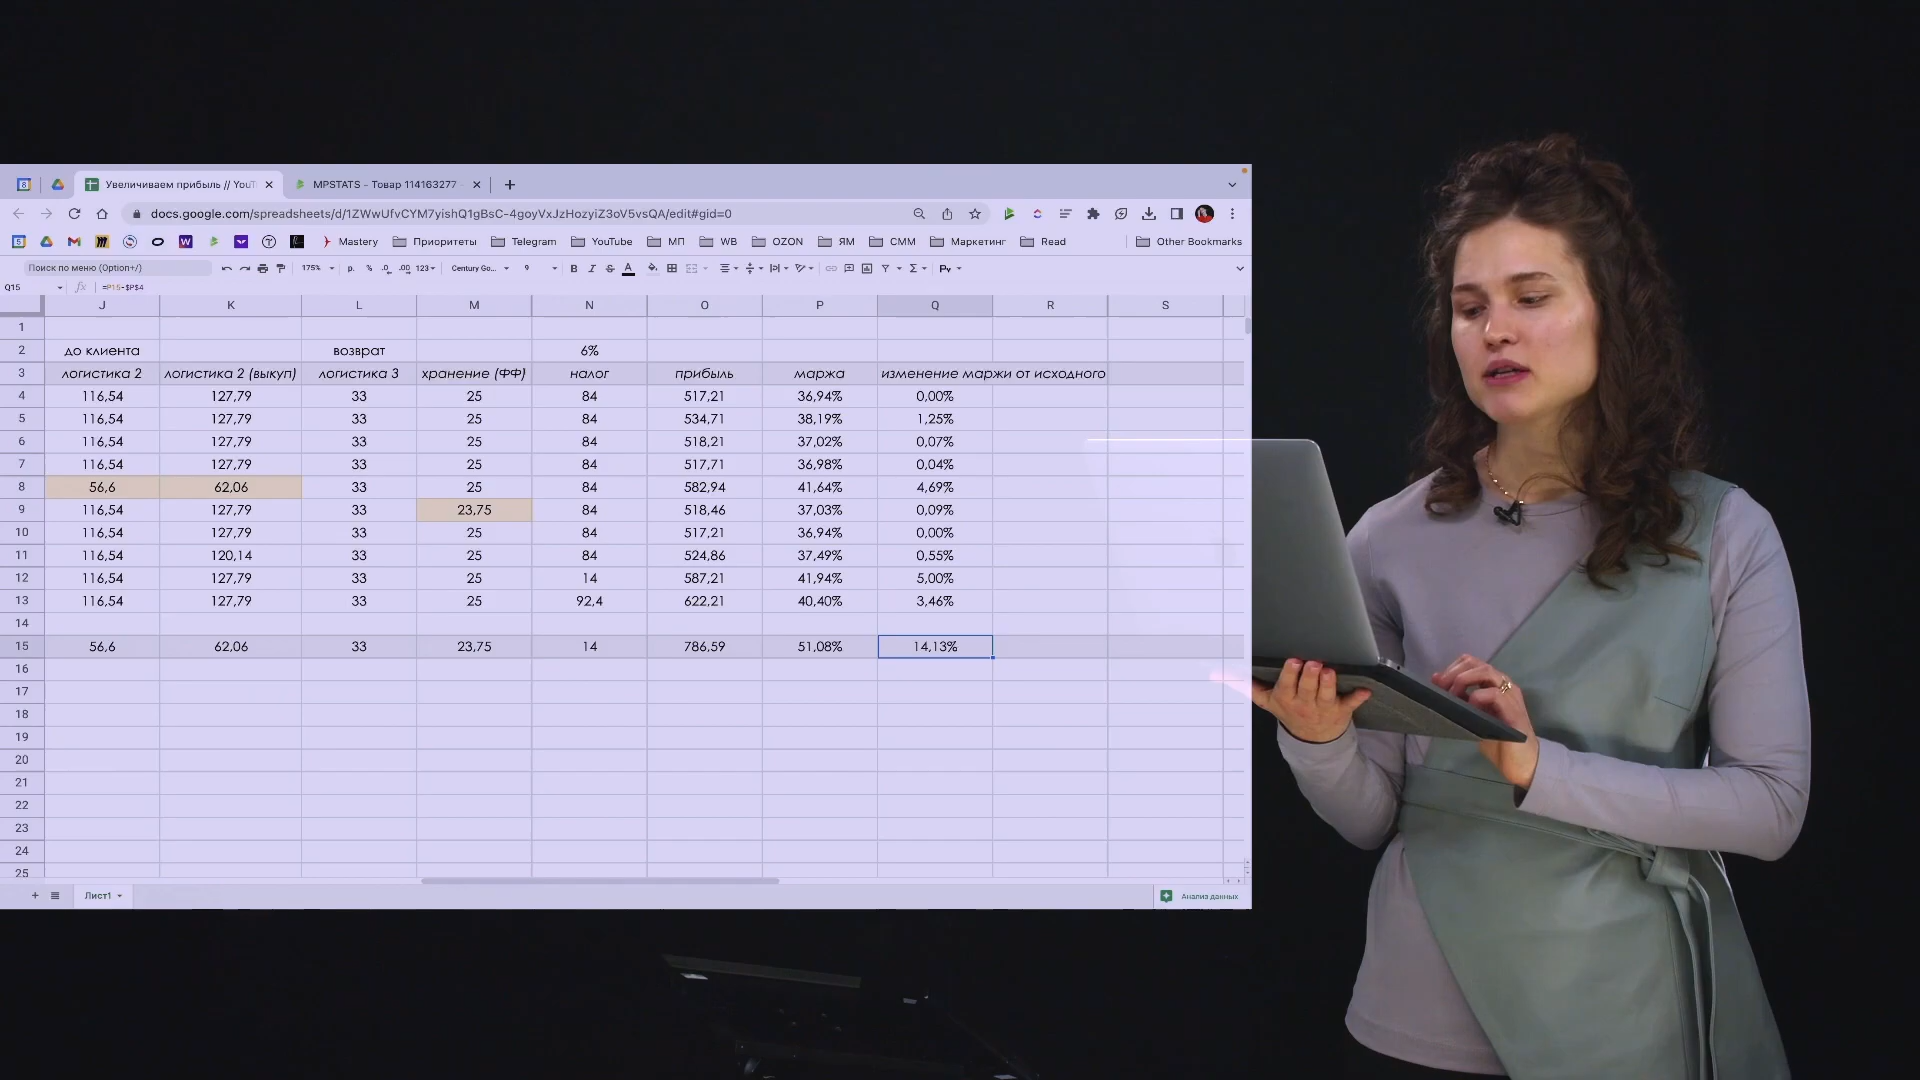 Увеличиваем прибыль // YouT
MPSTATS - Товар 114163277
docs.google.com/spreadsheets/d/1ZWwUfvCYM7yishQ1gBsC-4goyVxJzHozyiZ3oV5vsQA/edit#gid=0
Mastery Приоритеты Telegram YouTube МП WB OZON ЯМ СММ Маркетинг Read Other Bookmarks
Поиск по меню (Option+/) 175% р. % .0 .00 123 Century Go... 9 B I S A Σ Py
Q15 fx =P15-$P$4
J K L M N O P Q R S
1
2 до клиента возврат 6%
3 логистика 2 логистика 2 (выкуп) логистика 3 хранение (ФФ) налог прибыль маржа изменение маржи от исходного
4 116,54 127,79 33 25 84 517,21 36,94% 0,00%
5 116,54 127,79 33 25 84 534,71 38,19% 1,25%
6 116,54 127,79 33 25 84 518,21 37,02% 0,07%
7 116,54 127,79 33 25 84 517,71 36,98% 0,04%
8 56,6 62,06 33 25 84 582,94 41,64% 4,69%
9 116,54 127,79 33 23,75 84 518,46 37,03% 0,09%
10 116,54 127,79 33 25 84 517,21 36,94% 0,00%
11 116,54 120,14 33 25 84 524,86 37,49% 0,55%
12 116,54 127,79 33 25 14 587,21 41,94% 5,00%
13 116,54 127,79 33 25 92,4 622,21 40,40% 3,46%
14
15 56,6 62,06 33 23,75 14 786,59 51,08% 14,13%
16
17
18
19
20
21
22
23
24
25
+ Лист1 Анализ данных